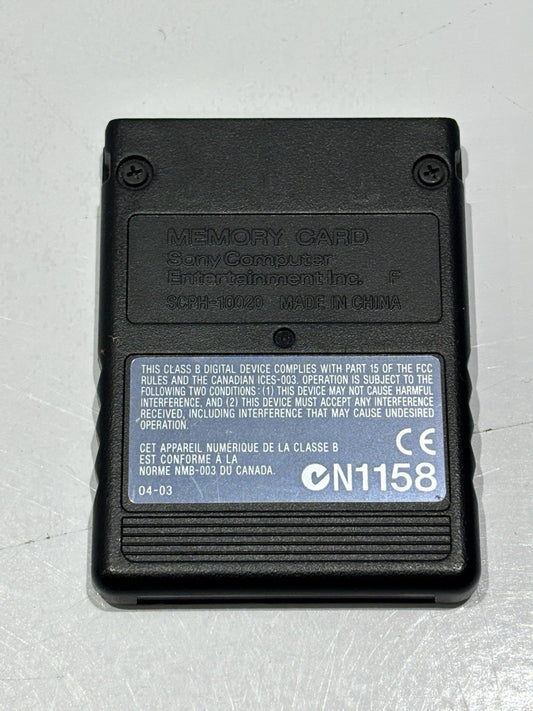 MEMORY CARD
Sony Computer
Entertainment Inc. F
SCPH-10020 MADE IN CHINA
THIS CLASS B DIGITAL DEVICE COMPLIES WITH PART 15 OF THE FCC
RULES AND THE CANADIAN ICES-003. OPERATION IS SUBJECT TO THE
FOLLOWING TWO CONDITIONS : (1) THIS DEVICE MAY NOT CAUSE HARMFUL
INTERFERENCE, AND (2) THIS DEVICE MUST ACCEPT ANY INTERFERENCE
RECEIVED, INCLUDING INTERFERENCE THAT MAY CAUSE UNDESIRED
OPERATION.
CET APPAREIL NUMÉRIQUE DE LA CLASSE B
EST CONFORME À LA
NORME NMB-003 DU CANADA.
CE
N1158
04-03